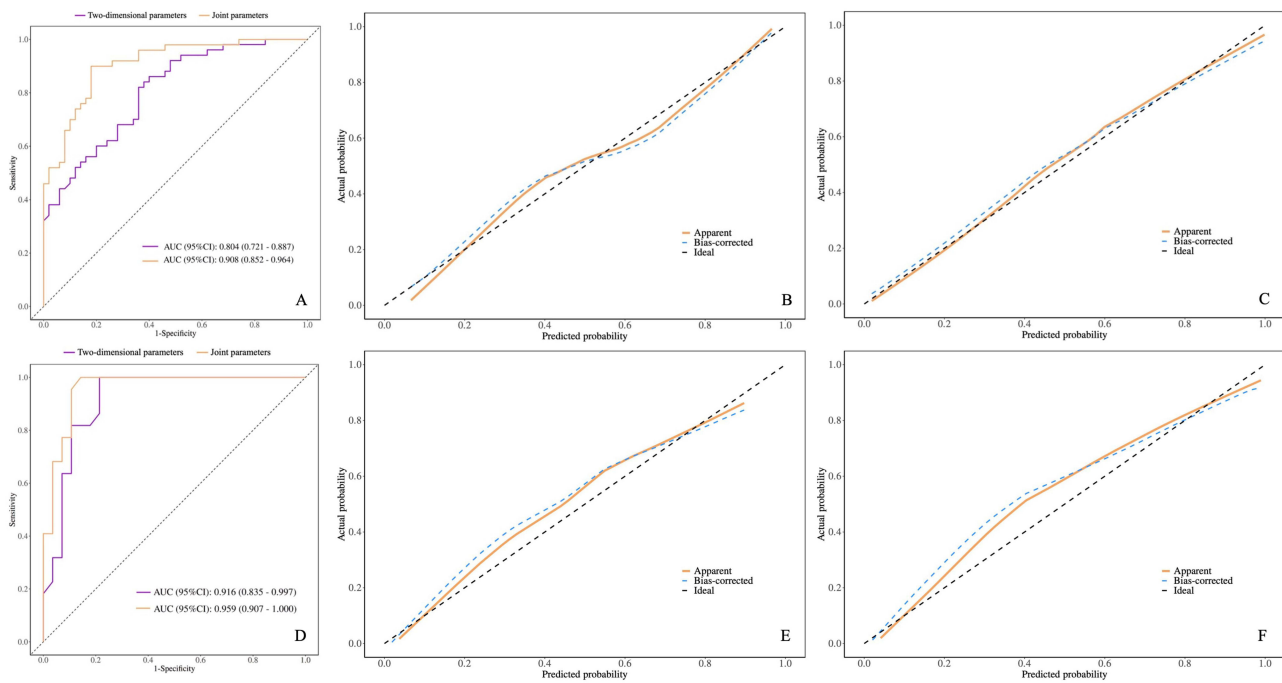 Two-dimensional parameters Joint parameters
1.0
0.8
0.6
0.4
0.2
0.0
Sensitivity
AUC (95%CI): 0.804 (0.721 - 0.887)
AUC (95%CI): 0.908 (0.852 - 0.964)
A
0.0 0.2 0.4 0.6 0.8 1.0
1-Specificity
1.0
0.8
0.6
0.4
0.2
0.0
Actual probability
Apparent
Bias-corrected
Ideal
B
0.0 0.2 0.4 0.6 0.8 1.0
Predicted probability
1.0
0.8
0.6
0.4
0.2
0.0
Actual probability
Apparent
Bias-corrected
Ideal
C
0.0 0.2 0.4 0.6 0.8 1.0
Predicted probability
Two-dimensional parameters Joint parameters
1.0
0.8
0.6
0.4
0.2
0.0
Sensitivity
AUC (95%CI): 0.916 (0.835 - 0.997)
AUC (95%CI): 0.959 (0.907 - 1.000)
D
0.0 0.2 0.4 0.6 0.8 1.0
1-Specificity
1.0
0.8
0.6
0.4
0.2
0.0
Actual probability
Apparent
Bias-corrected
Ideal
E
0.0 0.2 0.4 0.6 0.8 1.0
Predicted probability
1.0
0.8
0.6
0.4
0.2
0.0
Actual probability
Apparent
Bias-corrected
Ideal
F
0.0 0.2 0.4 0.6 0.8 1.0
Predicted probability